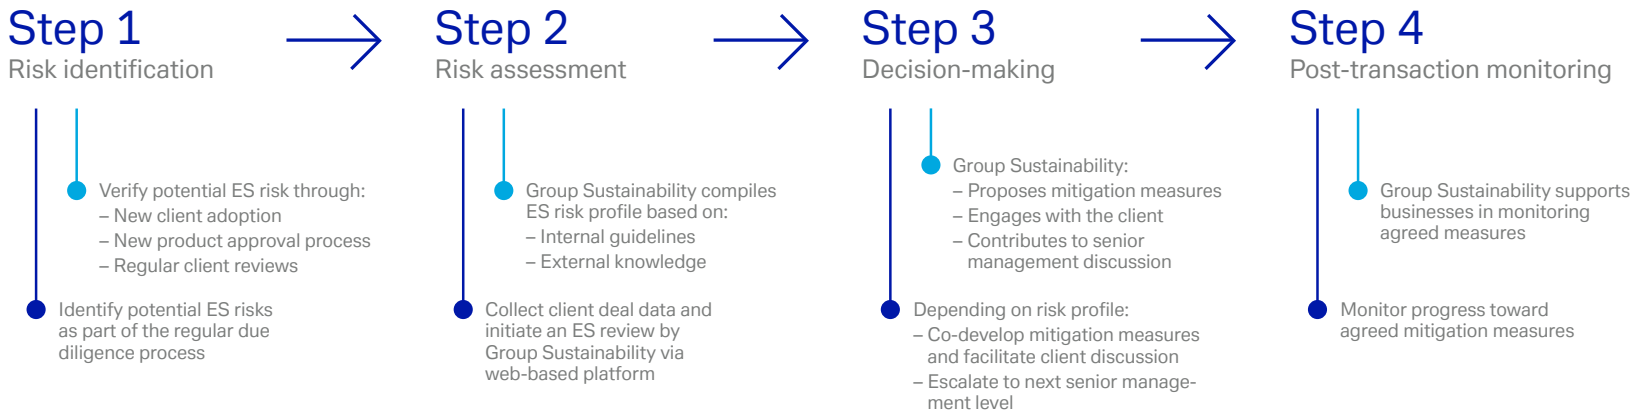 Step 1
Risk identification
Verify potential ES risk through:
– New client adoption
– New product approval process
– Regular client reviews
Identify potential ES risks
as part of the regular due
diligence process
Step 2
Risk assessment
Group Sustainability compiles
ES risk profile based on:
– Internal guidelines
– External knowledge
Collect client deal data and
initiate an ES review by
Group Sustainability via
web-based platform
Step 3
Decision-making
Group Sustainability:
– Proposes mitigation measures
– Engages with the client
– Contributes to senior
management discussion
Depending on risk profile:
– Co-develop mitigation measures
and facilitate client discussion
– Escalate to next senior manage-
ment level
Step 4
Post-transaction monitoring
Group Sustainability supports
businesses in monitoring
agreed measures
Monitor progress toward
agreed mitigation measures